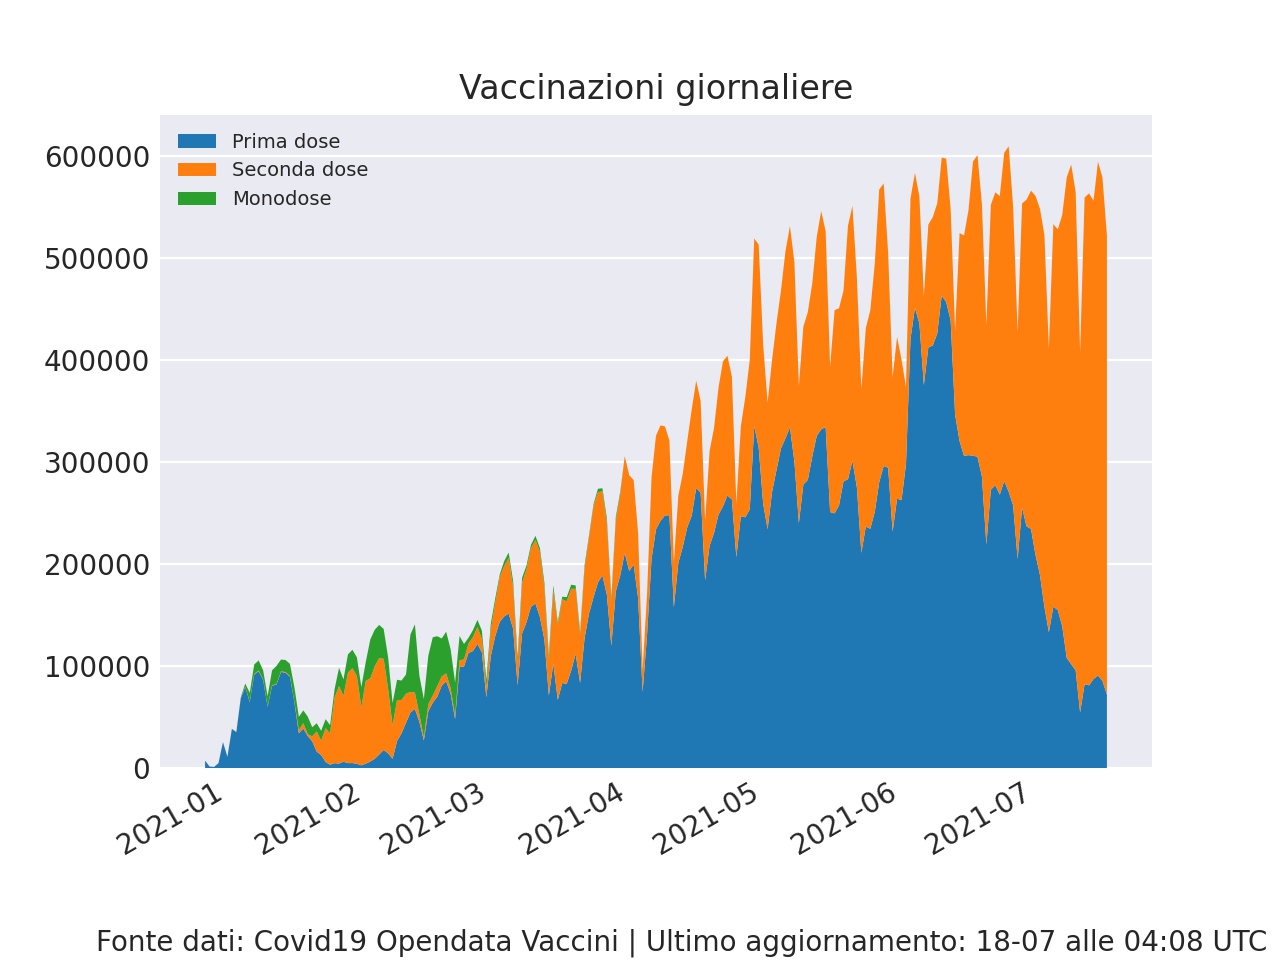 Vaccinazioni giornaliere
Prima dose
Seconda dose
Monodose
600000
500000
400000
300000
200000
100000
0
2021-01
2021-02
2021-03
2021-04
2021-05
2021-06
2021-07
Fonte dati: Covid19 Opendata Vaccini | Ultimo aggiornamento: 18-07 alle 04:08 UTC